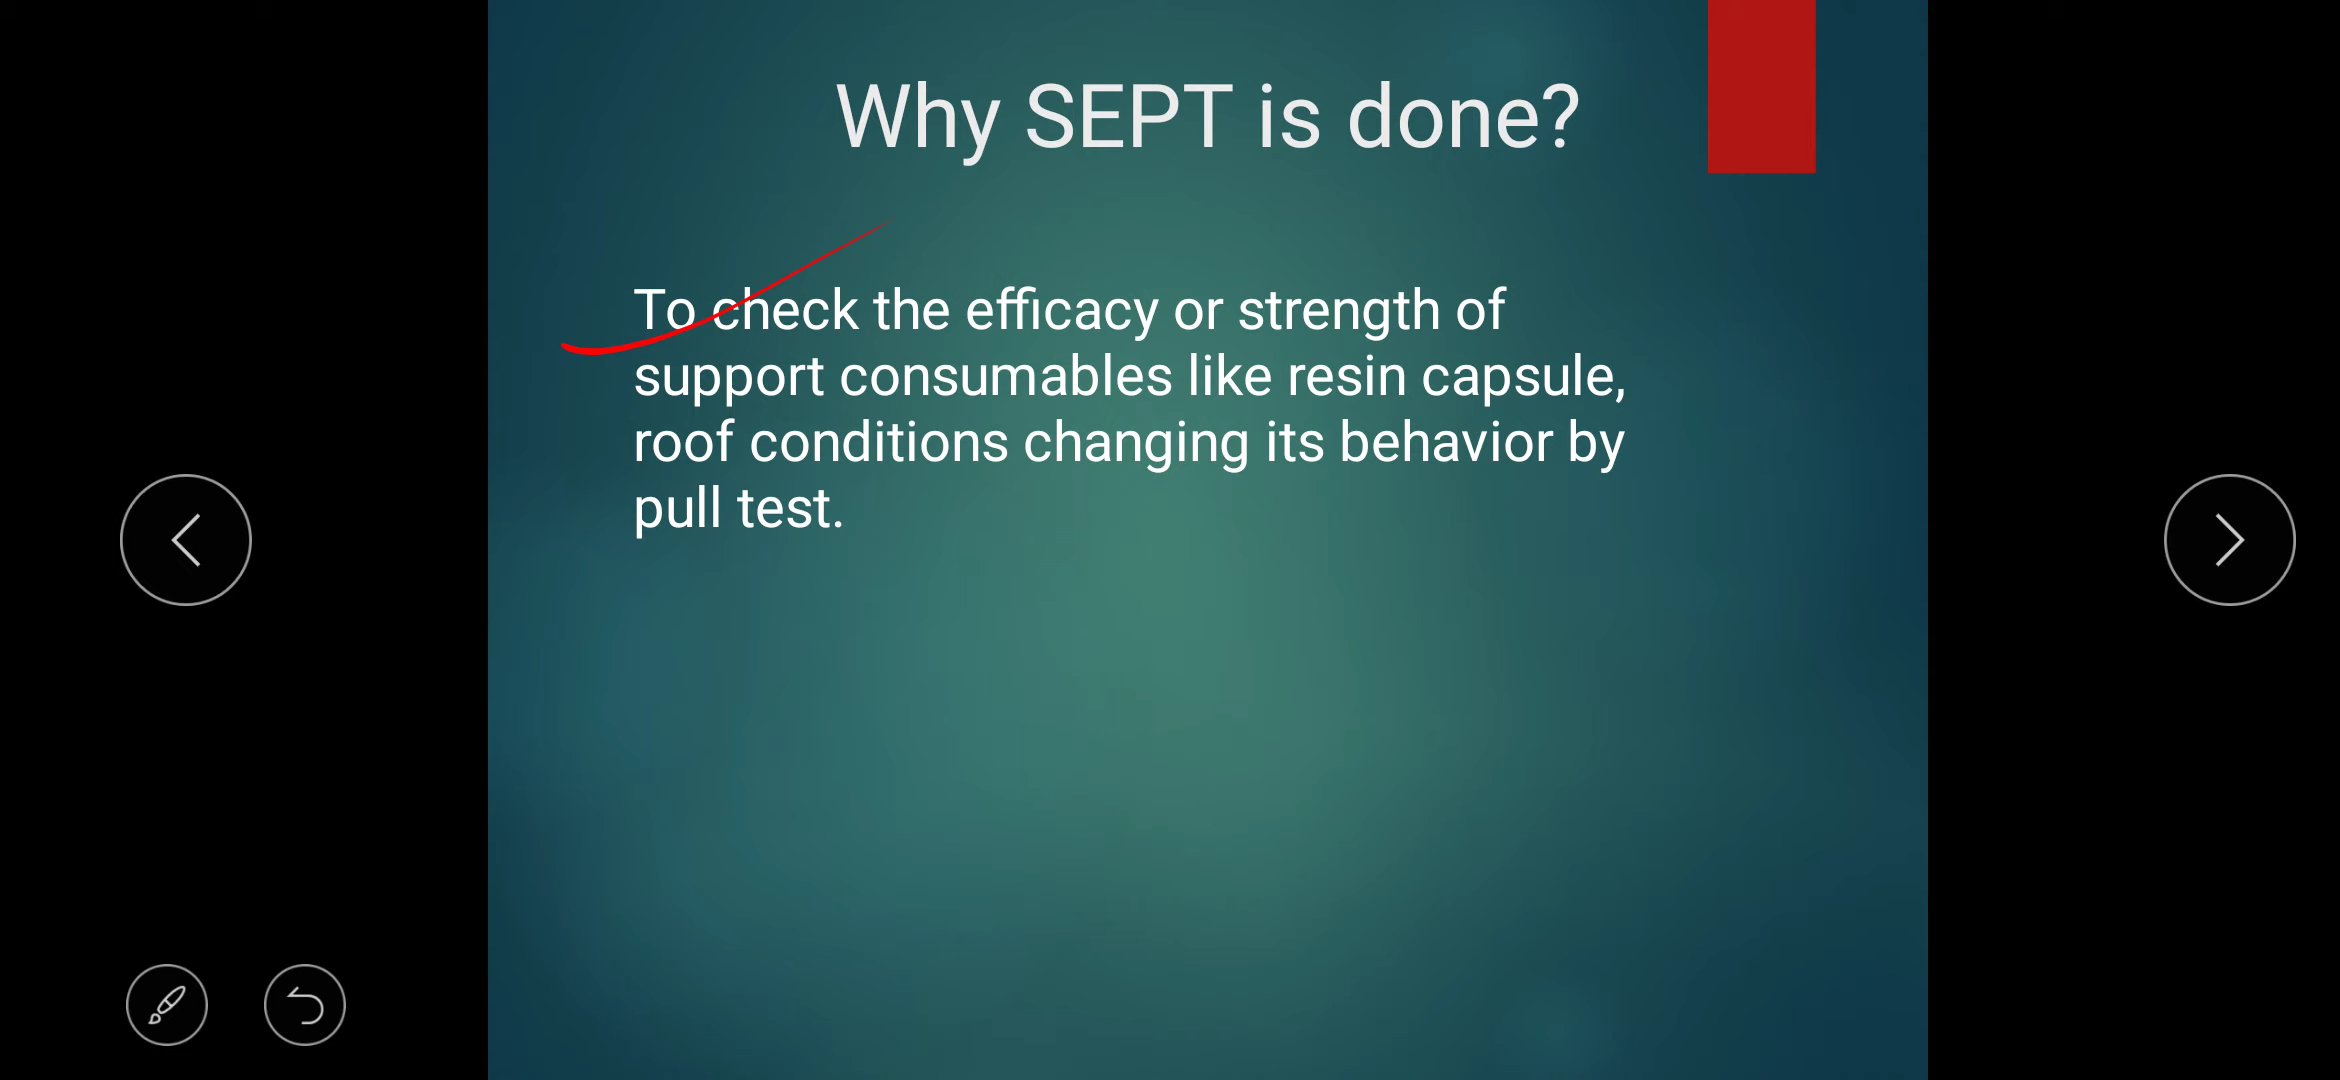 Why SEPT is done?
To check the efficacy or strength of
support consumables like resin capsule,
roof conditions changing its behavior by
pull test.